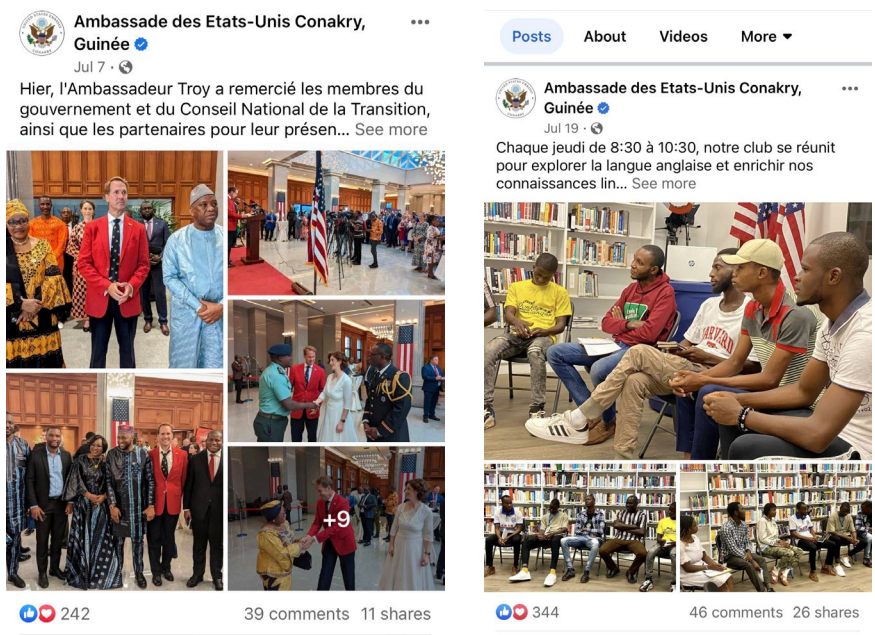 Ambassade des Etats-Unis Conakry,
Guinée
Jul 7 ·
Hier, l'Ambassadeur Troy a remercié les membres du
gouvernement et du Conseil National de la Transition,
ainsi que les partenaires pour leur présen... See more
+9
242
39 comments 11 shares
Posts About Videos More
Ambassade des Etats-Unis Conakry,
Guinée
Jul 19 ·
Chaque jeudi de 8:30 à 10:30, notre club se réunit
pour explorer la langue anglaise et enrichir nos
connaissances lin... See more
HARVARD
344
46 comments 26 shares